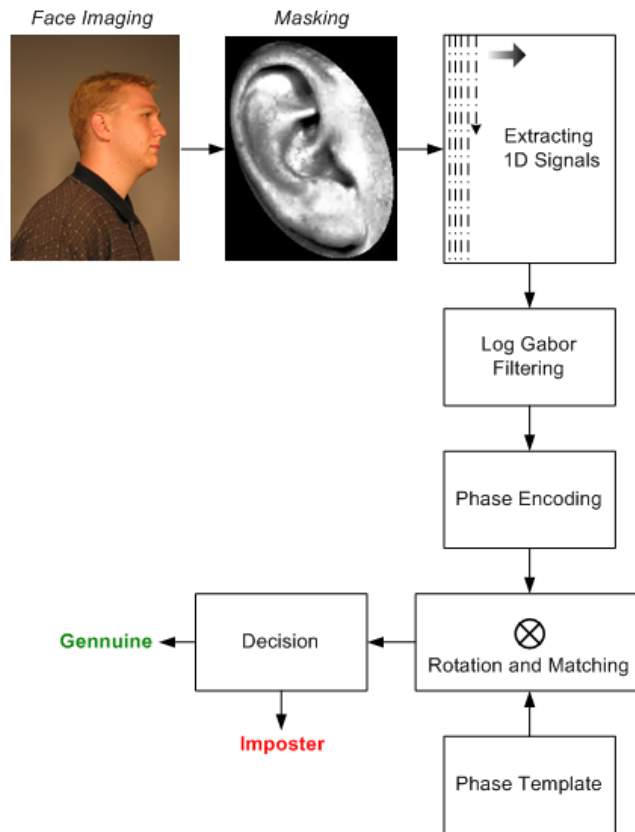 Face Imaging
Masking
Extracting
1D Signals
Log Gabor
Filtering
Phase Encoding
Rotation and Matching
Decision
Gennuine
Imposter
Phase Template